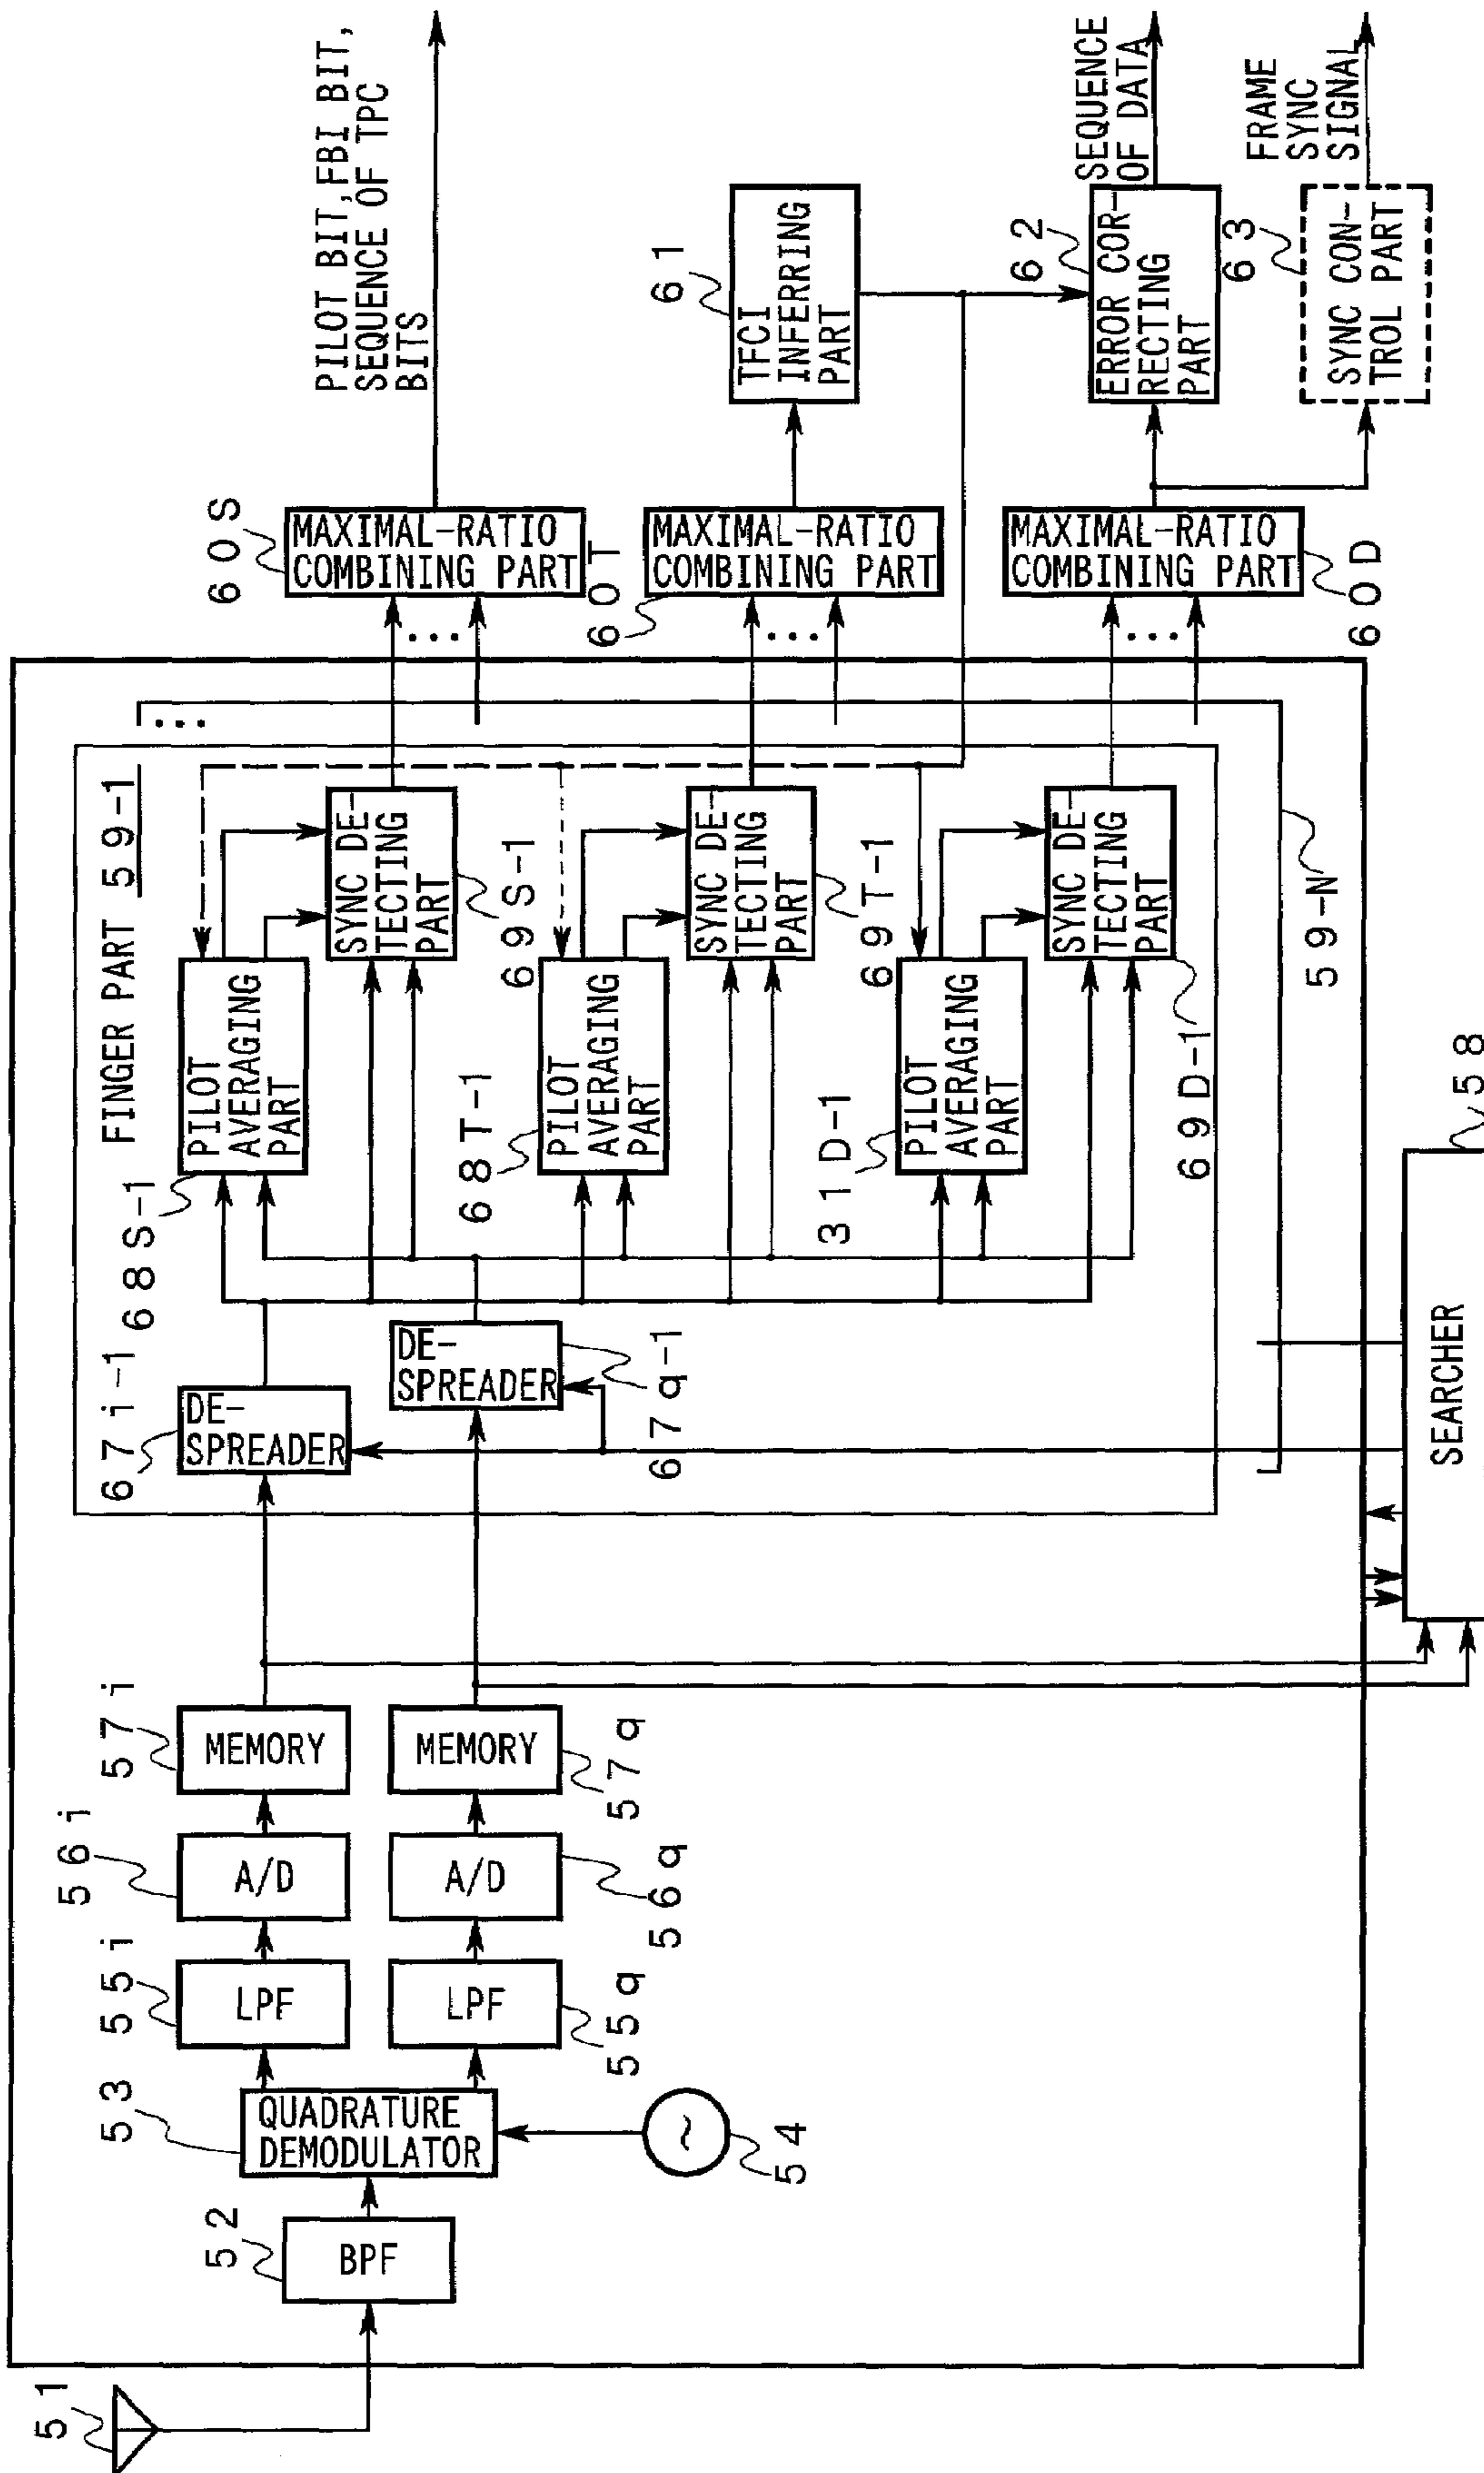 51
52
BPF
53
QUADRATURE
DEMODULATOR
54
~
55i
LPF
55q
LPF
56i
A/D
56q
A/D
57i
MEMORY
57q
MEMORY
FINGER PART 59-1
...
67i-1
DE-
SPREADER
67q-1
DE-
SPREADER
68S-1
PILOT
AVERAGING
PART
SYNC DE-
TECTING
PART
69S-1
68T-1
PILOT
AVERAGING
PART
SYNC DE-
TECTING
PART
69T-1
31D-1
PILOT
AVERAGING
PART
SYNC DE-
TECTING
PART
69D-1
59-N
SEARCHER
58
60S
MAXIMAL-RATIO
COMBINING PART
...
60T
MAXIMAL-RATIO
COMBINING PART
...
60D
MAXIMAL-RATIO
COMBINING PART
...
PILOT BIT,FBI BIT,
SEQUENCE OF TPC
BITS
61
TFCI
INFERRING
PART
62
ERROR COR-
RECTING
PART
SEQUENCE
OF DATA
63
SYNC CON-
TROL PART
FRAME
SYNC
SIGNAL